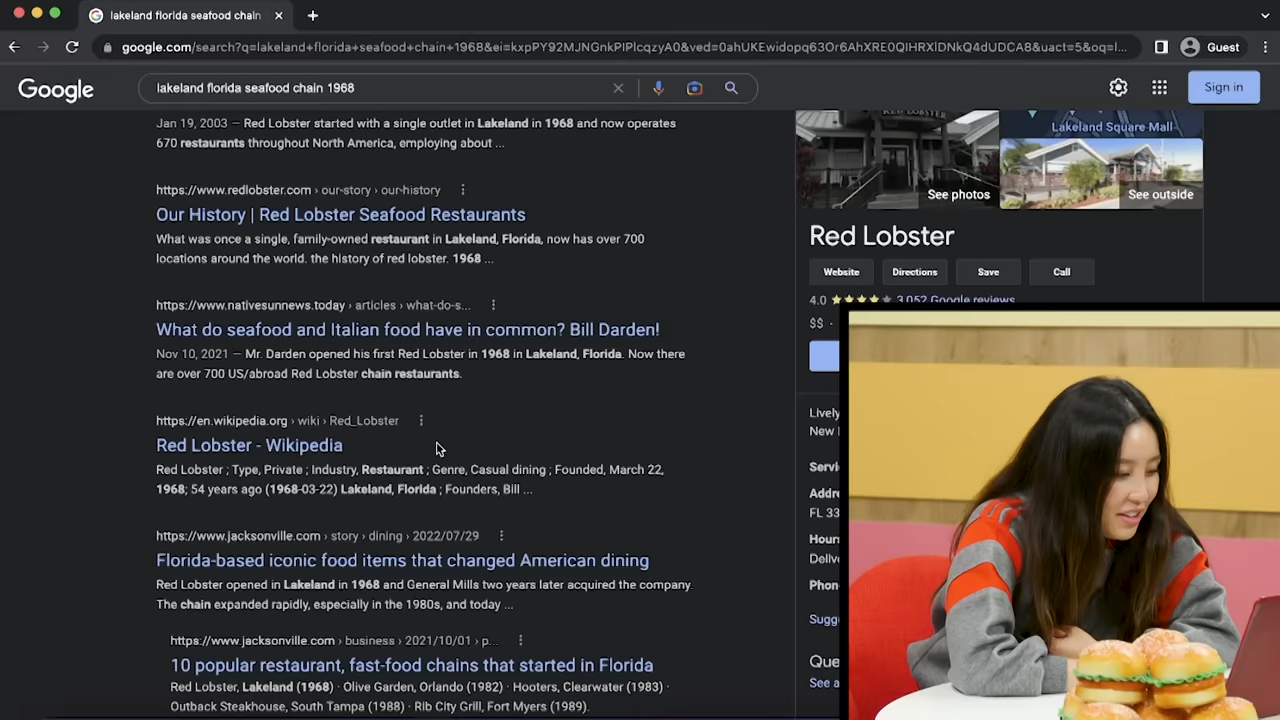 lakeland florida seafood chain
google.com/search?q=lakeland+florida+seafood+chain+1968&ei=kxpPY92MJNGnkPIPlcqzyA0&ved=0ahUKEwidopq63Or6AhXRE0QIHRXlDNkQ4dUDCA8&uact=5&oq=l...
Guest
Google
lakeland florida seafood chain 1968
Sign in
Jan 13, 2003 — Red Lobster started with a single outlet in Lakeland in 1968 and now operates
670 restaurants throughout North America, employing about ...
https://www.redlobster.com › our-story › our-history
Our History | Red Lobster Seafood Restaurants
What was once a single, family-owned restaurant in Lakeland, Florida, now has over 700
locations around the world. the history of red lobster. 1968 ...
https://www.nativesunnews.today › articles › what-do-s...
What do seafood and Italian food have in common? Bill Darden!
Nov 10, 2021 — Mr. Darden opened his first Red Lobster in 1968 in Lakeland, Florida. Now there
are over 700 US/abroad Red Lobster chain restaurants.
https://en.wikipedia.org › wiki › Red_Lobster
Red Lobster - Wikipedia
Red Lobster ; Type, Private ; Industry, Restaurant ; Genre, Casual dining ; Founded, March 22,
1968; 54 years ago (1968-03-22) Lakeland, Florida ; Founders, Bill ...
https://www.jacksonville.com › story › dining › 2022/07/29
Florida-based iconic food items that changed American dining
Red Lobster opened in Lakeland in 1968 and General Mills two years later acquired the company.
The chain expanded rapidly, especially in the 1980s, and today ...
https://www.jacksonville.com › business › 2021/10/01 › p...
10 popular restaurant, fast-food chains that started in Florida
Red Lobster, Lakeland (1968) · Olive Garden, Orlando (1982) · Hooters, Clearwater (1983) ·
Outback Steakhouse, South Tampa (1988) · Rib City Grill, Fort Myers (1989).
RED LOBSTER
Lakeland Square Mall
See photos
See outside
Red Lobster
Website
Directions
Save
Call
4.0 3,052 Google reviews
$$ ·
Lively
New
Servi
Addre
FL 33
Hours
Delive
Phon
Sugg
Que
See a